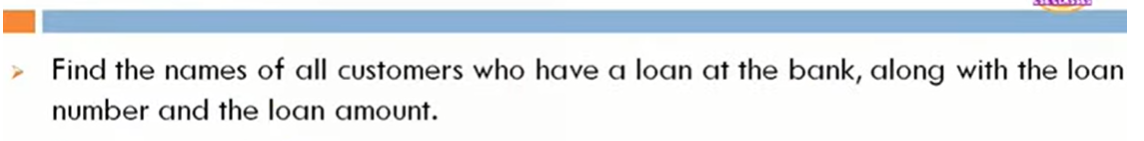 Find the names of all customers who have a loan at the bank, along with the loan
number and the loan amount.